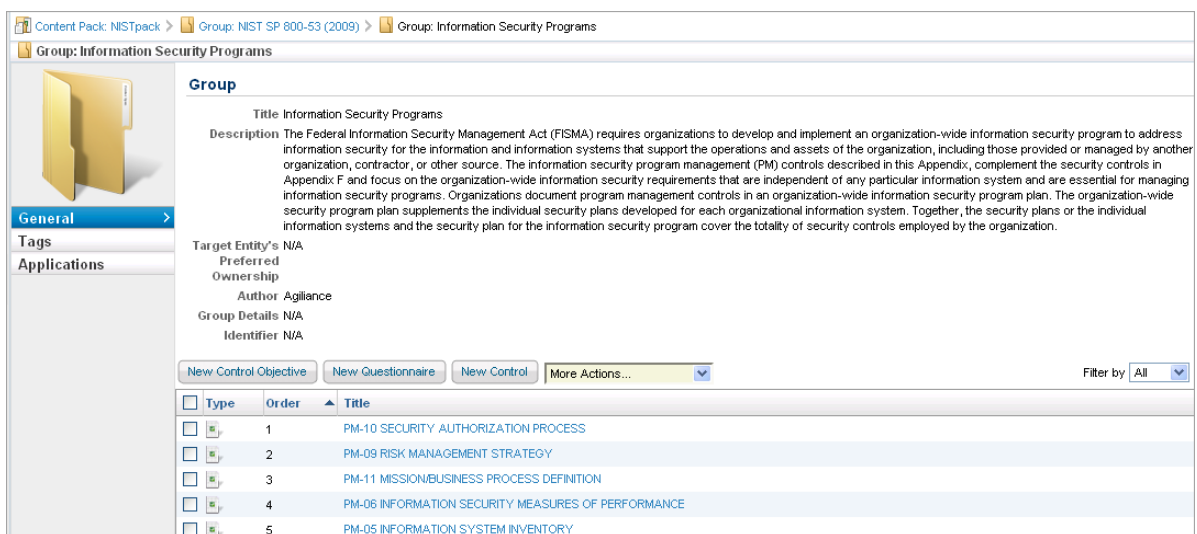 Content Pack: NISTpack > Group: NIST SP 800-53 (2009) > Group: Information Security Programs
Group: Information Security Programs
Group
Title Information Security Programs
Description The Federal Information Security Management Act (FISMA) requires organizations to develop and implement an organization-wide information security program to address
information security for the information and information systems that support the operations and assets of the organization, including those provided or managed by another
organization, contractor, or other source. The information security program management (PM) controls described in this Appendix, complement the security controls in
Appendix F and focus on the organization-wide information security requirements that are independent of any particular information system and are essential for managing
information security programs. Organizations document program management controls in an organization-wide information security program plan. The organization-wide
security program plan supplements the individual security plans developed for each organizational information system. Together, the security plans or the individual
information systems and the security plan for the information security program cover the totality of security controls employed by the organization.
General >
Tags
Applications
Target Entity's N/A
Preferred
Ownership
Author Agiliance
Group Details N/A
Identifier N/A
New Control Objective New Questionnaire New Control More Actions... Filter by All
Type Order Title
1 PM-10 SECURITY AUTHORIZATION PROCESS
2 PM-09 RISK MANAGEMENT STRATEGY
3 PM-11 MISSION/BUSINESS PROCESS DEFINITION
4 PM-06 INFORMATION SECURITY MEASURES OF PERFORMANCE
5 PM-05 INFORMATION SYSTEM INVENTORY